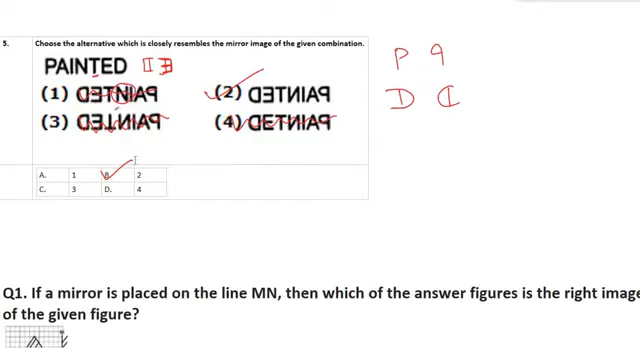 5. Choose the alternative which is closely resembles the mirror image of the given combination.
PAINTED
(1) (2)
(3) (4)
A. 1 B. 2
C. 3 D. 4
P q
D
Q1. If a mirror is placed on the line MN, then which of the answer figures is the right image
of the given figure?
M